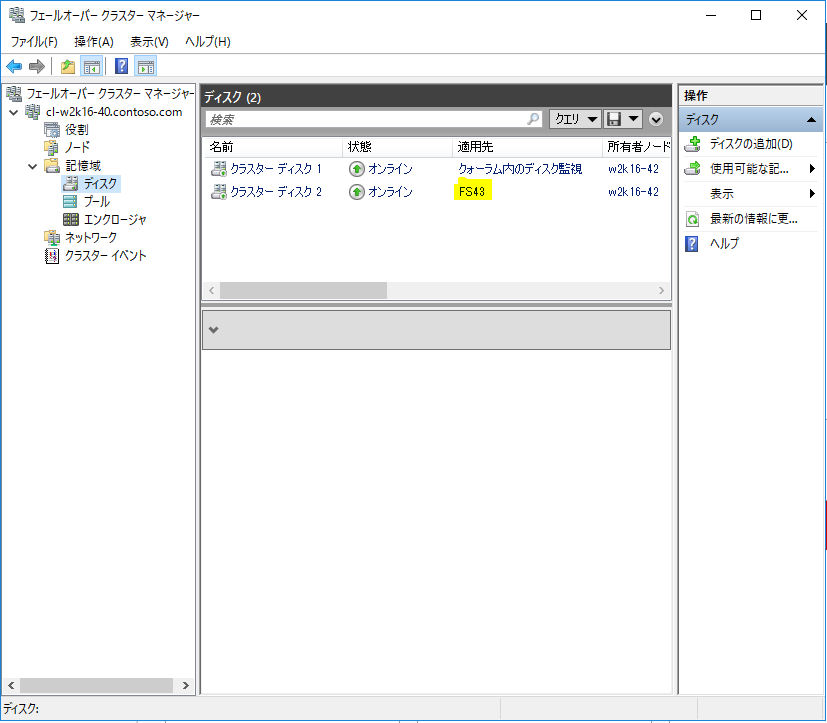 フェールオーバー クラスター マネージャー
ファイル(F) 操作(A) 表示(V) ヘルプ(H)
フェールオーバー クラスター マネージャー
cl-w2k16-40.contoso.com
役割
ノード
記憶域
ディスク
プール
エンクロージャ
ネットワーク
クラスター イベント
ディスク (2)
検索 クエリ
名前 状態 適用先 所有者ノード
クラスター ディスク 1 オンライン クォーラム内のディスク監視 w2k16-42
クラスター ディスク 2 オンライン FS43 w2k16-42
操作
ディスク
ディスクの追加(D)
使用可能な記...
表示
最新の情報に更...
ヘルプ
ディスク: